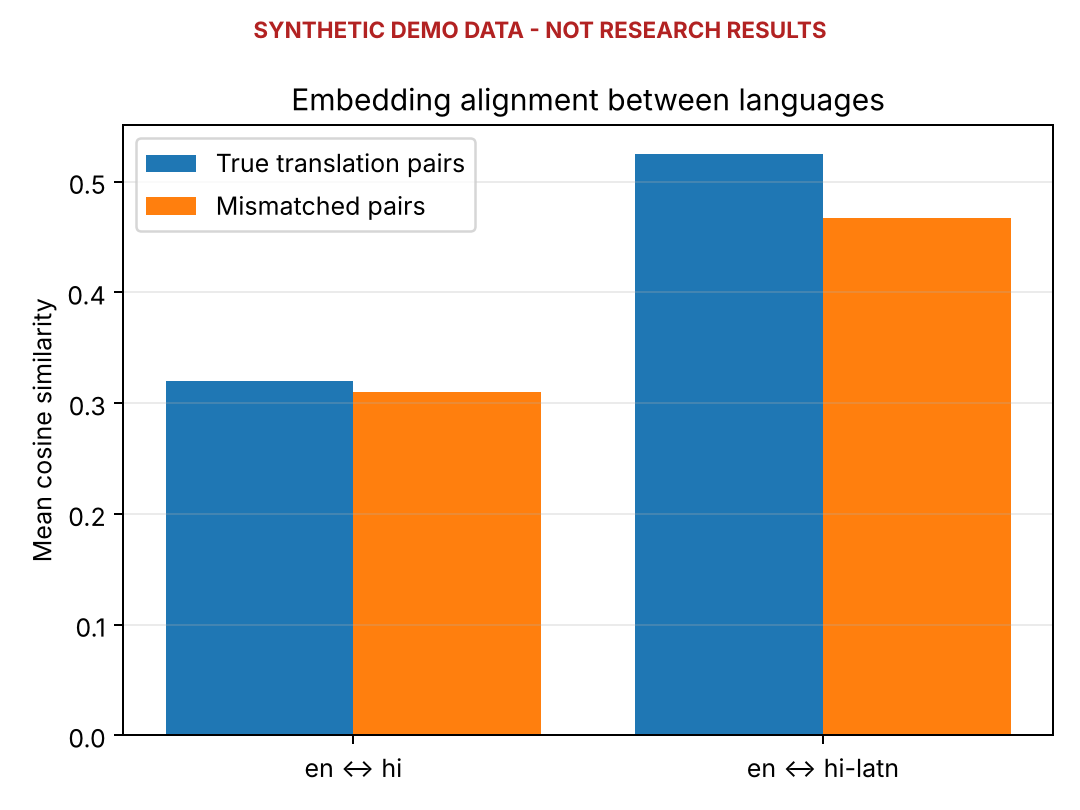 SYNTHETIC DEMO DATA - NOT RESEARCH RESULTS
Embedding alignment between languages
True translation pairs
Mismatched pairs
Mean cosine similarity
0.5
0.4
0.3
0.2
0.1
0.0
en ↔ hi
en ↔ hi-latn